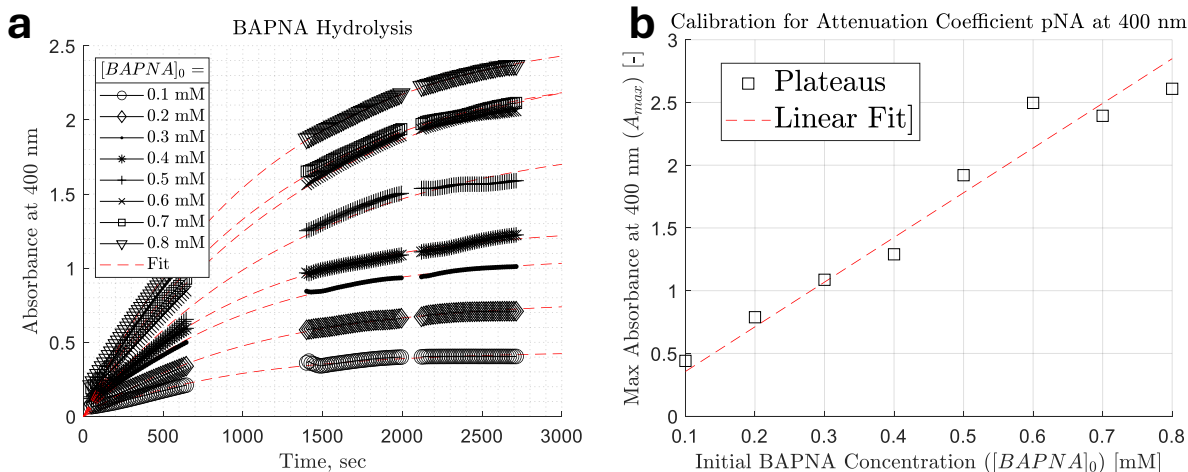 a
BAPNA Hydrolysis
Absorbance at 400 nm
2.5
2
1.5
1
0.5
0
[BAPNA]₀ =
0.1 mM
0.2 mM
0.3 mM
0.4 mM
0.5 mM
0.6 mM
0.7 mM
0.8 mM
Fit
0 500 1000 1500 2000 2500 3000
Time, sec
b
Calibration for Attenuation Coefficient pNA at 400 nm
Max Absorbance at 400 nm (Aₘₐₓ) [-]
3
2.5
2
1.5
1
0.5
0
Plateaus
Linear Fit]
0.1 0.2 0.3 0.4 0.5 0.6 0.7 0.8
Initial BAPNA Concentration ([BAPNA]₀) [mM]